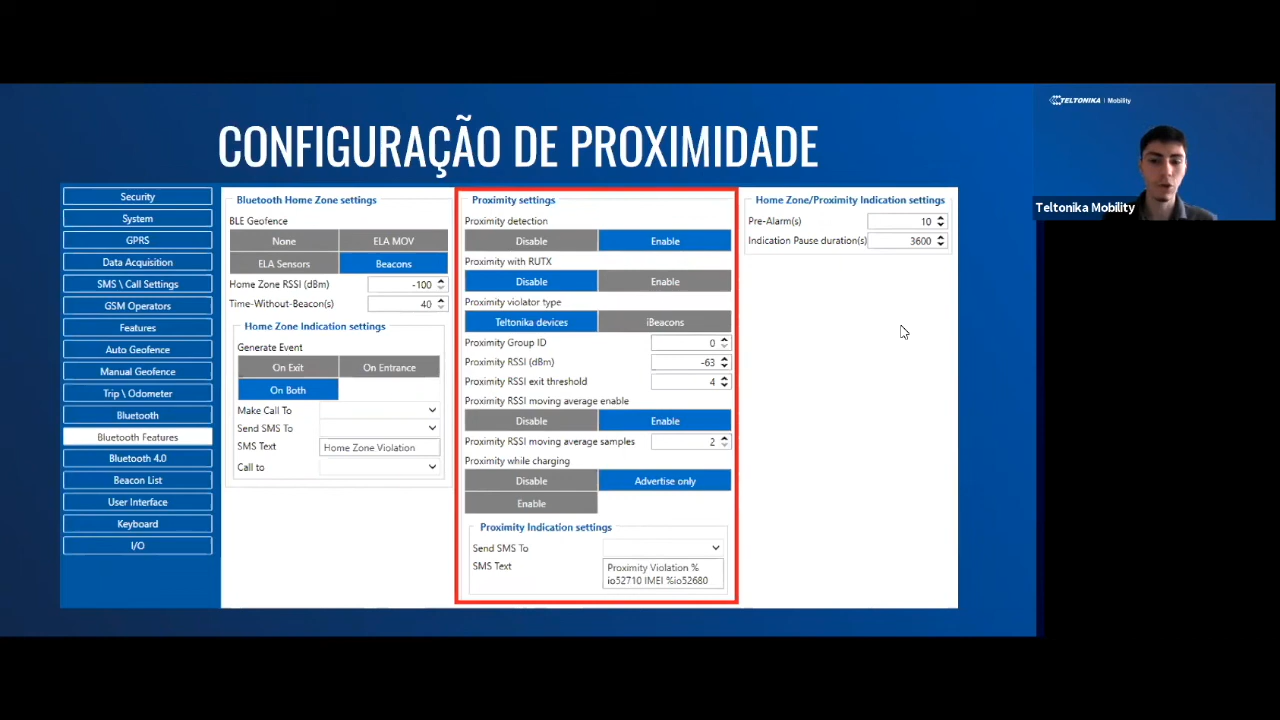 TELTONIKA | Mobility
CONFIGURAÇÃO DE PROXIMIDADE
Teltonika Mobility
Security
System
GPRS
Data Acquisition
SMS \ Call Settings
GSM Operators
Features
Auto Geofence
Manual Geofence
Trip \ Odometer
Bluetooth
Bluetooth Features
Bluetooth 4.0
Beacon List
User Interface
Keyboard
I/O
Bluetooth Home Zone settings
BLE Geofence
None ELA MOV
ELA Sensors Beacons
Home Zone RSSI (dBm) -100
Time-Without-Beacon(s) 40
Home Zone Indication settings
Generate Event
On Exit On Entrance
On Both
Make Call To
Send SMS To
SMS Text Home Zone Violation
Call to
Proximity settings
Proximity detection
Disable Enable
Proximity with RUTX
Disable Enable
Proximity violator type
Teltonika devices iBeacons
Proximity Group ID 0
Proximity RSSI (dBm) -63
Proximity RSSI exit threshold 4
Proximity RSSI moving average enable
Disable Enable
Proximity RSSI moving average samples 2
Proximity while charging
Disable Advertise only
Enable
Proximity Indication settings
Send SMS To
SMS Text Proximity Violation %
io52710 IMEI %io52680
Home Zone/Proximity Indication settings
Pre-Alarm(s) 10
Indication Pause duration(s) 3600